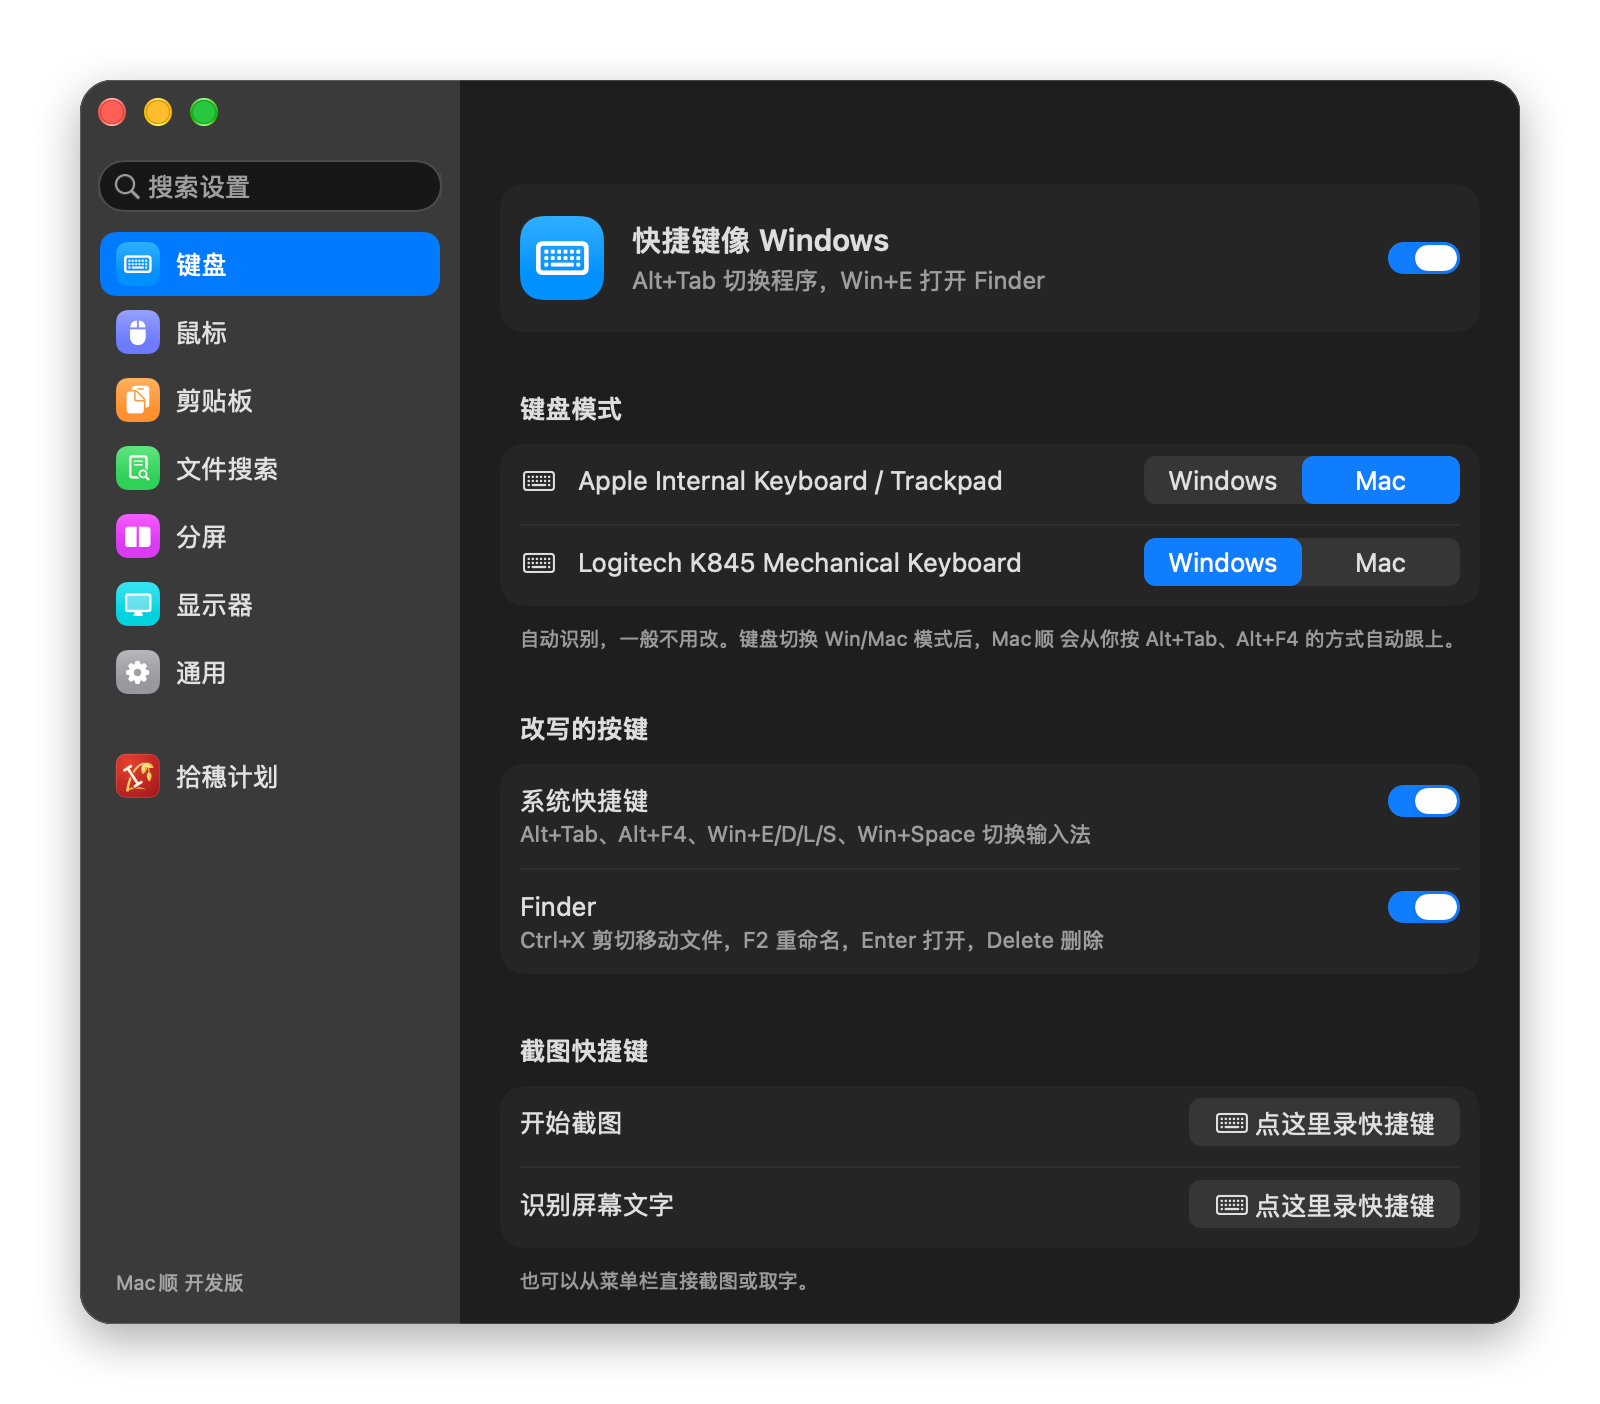 搜索设置
键盘
鼠标
剪贴板
文件搜索
分屏
显示器
通用
拾穗计划
Mac顺 开发版
快捷键像 Windows
Alt+Tab 切换程序，Win+E 打开 Finder
键盘模式
Apple Internal Keyboard / Trackpad
Windows
Mac
Logitech K845 Mechanical Keyboard
Windows
Mac
自动识别，一般不用改。键盘切换 Win/Mac 模式后，Mac顺 会从你按 Alt+Tab、Alt+F4 的方式自动跟上。
改写的按键
系统快捷键
Alt+Tab、Alt+F4、Win+E/D/L/S、Win+Space 切换输入法
Finder
Ctrl+X 剪切移动文件，F2 重命名，Enter 打开，Delete 删除
截图快捷键
开始截图
点这里录快捷键
识别屏幕文字
点这里录快捷键
也可以从菜单栏直接截图或取字。